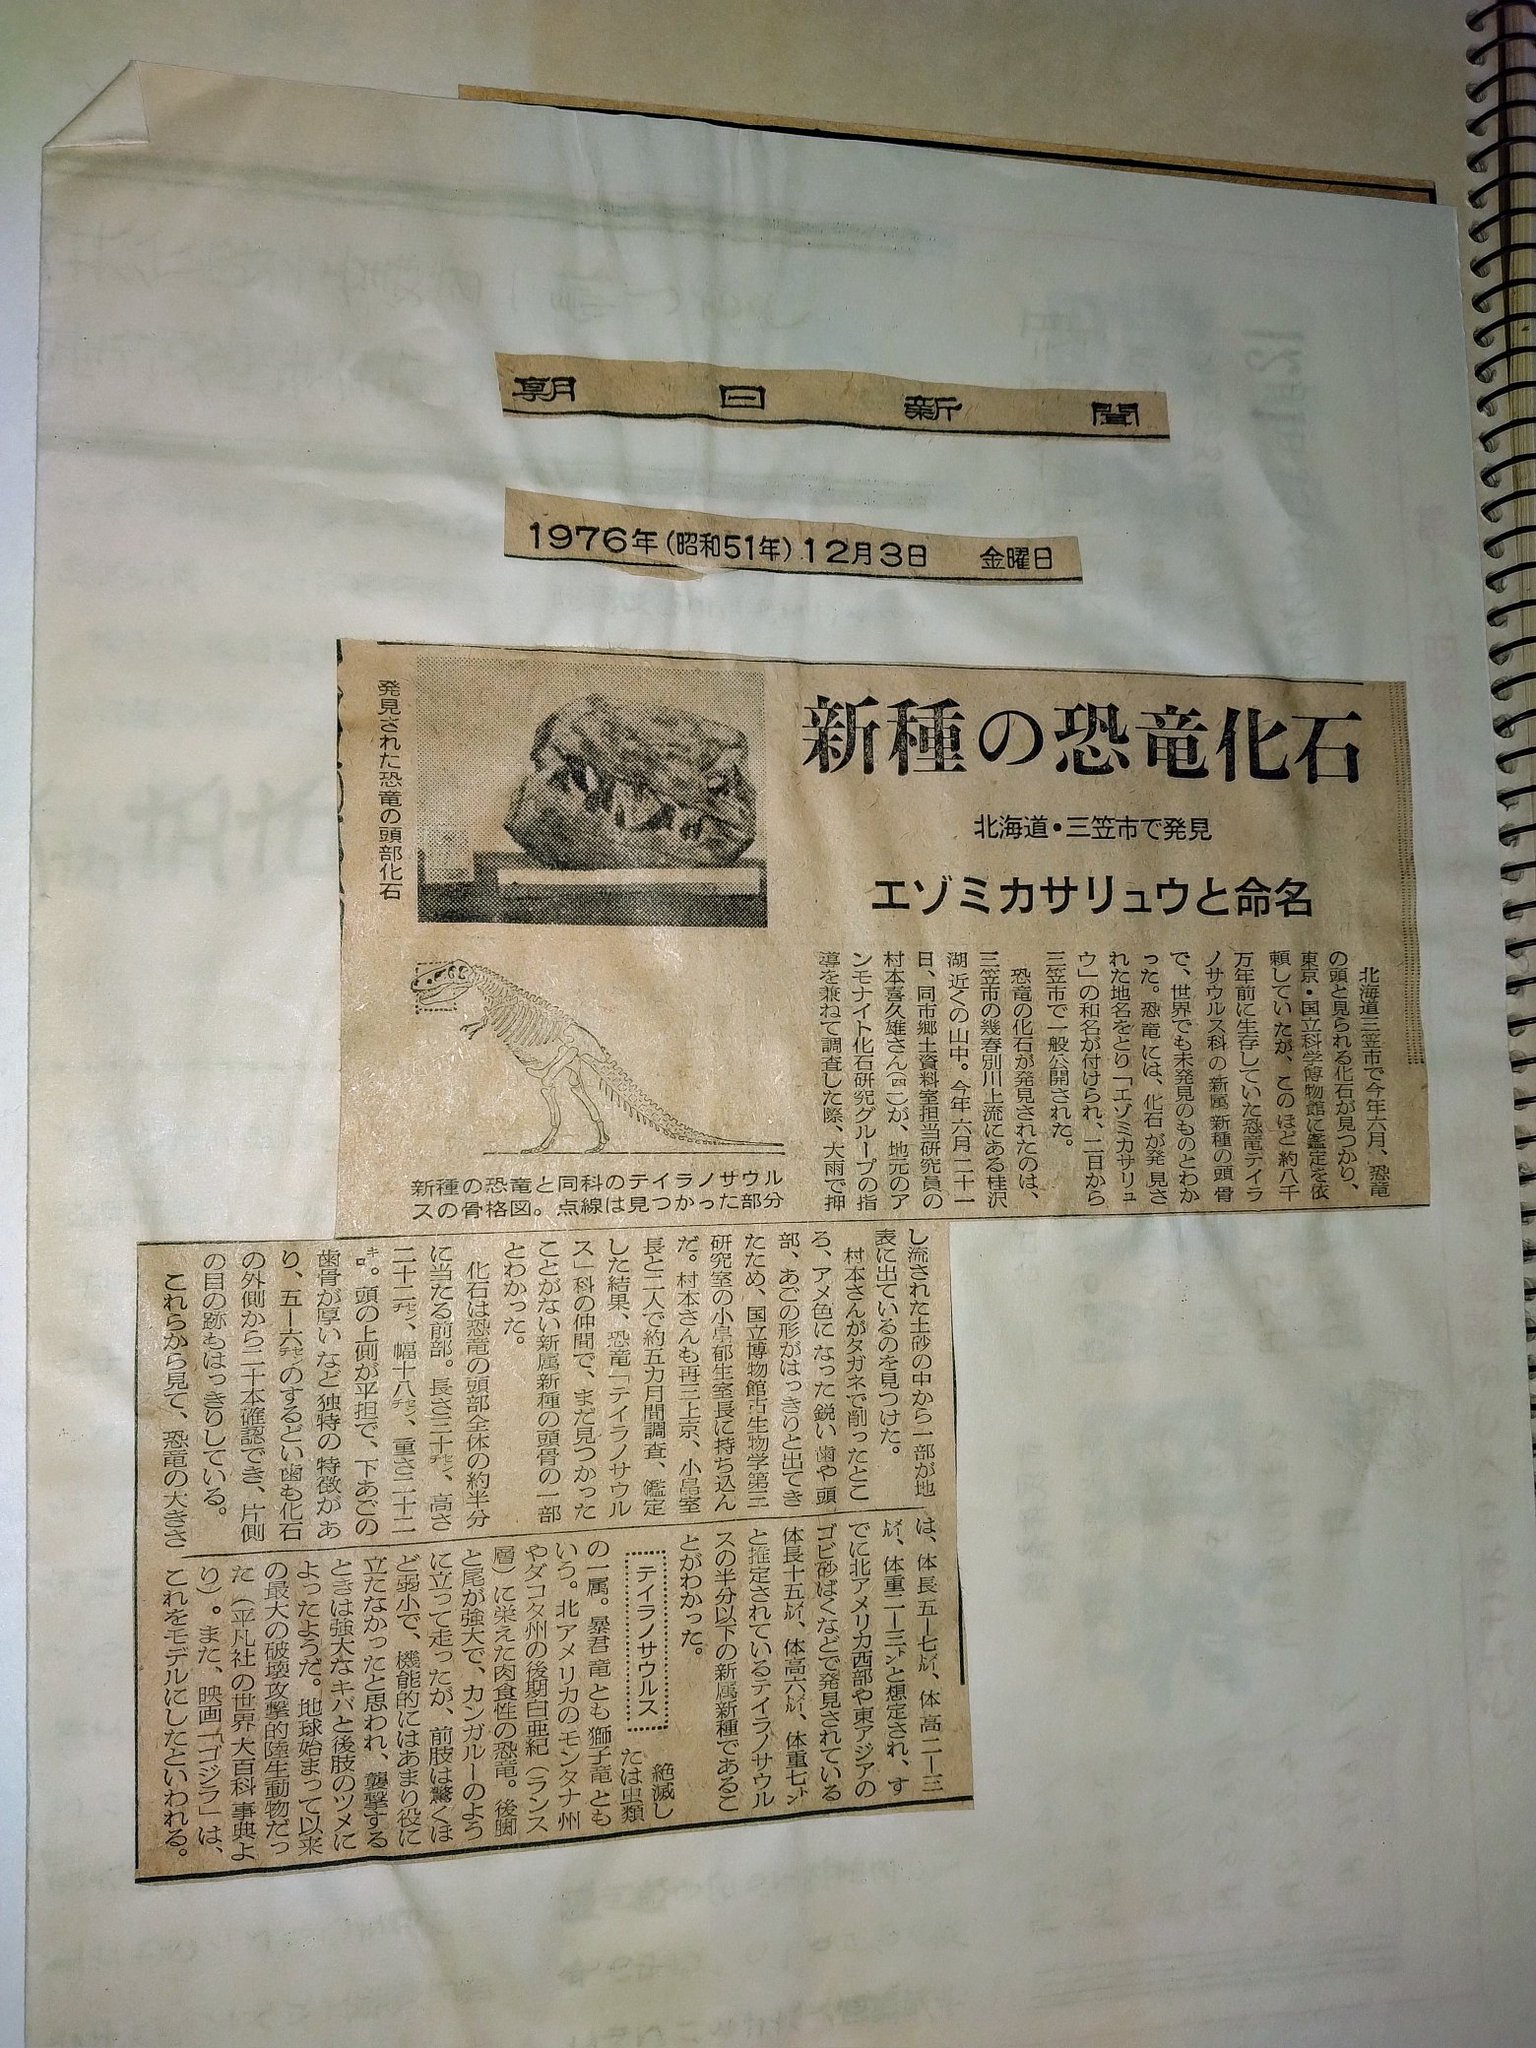 朝日新聞
1976年(昭和51年)12月3日 金曜日
新種の恐竜化石
北海道・三笠市で発見
エゾミカサリュウと命名
発見された恐竜の頭部化石
新種の恐竜と同科のテイラノサウル
スの骨格図。点線は見つかった部分
北海道三笠市で今年六月、恐竜
の頭と見られる化石が見つかり、
東京・国立科学博物館に鑑定を依
頼していたが、このほど約八千
万年前に生存していた恐竜テイラ
ノサウルス科の新属新種の頭骨
で、世界でも未発見のものとわか
った。恐竜には、化石が発見さ
れた地名をとり「エゾミカサリュ
ウ」の和名が付けられ、二日から
三笠市で一般公開された。
恐竜の化石が発見されたのは、
三笠市の幾春別川上流にある桂沢
湖近くの山中。今年六月二十一
日、同市郷土資料室担当研究員の
村本喜久雄さん(四一)が、地元のア
ンモナイト化石研究グループの指
導を兼ねて調査した際、大雨で押
し流された土砂の中から一部が地
表に出ているのを見つけた。
村本さんがタガネで削ったとこ
ろ、アメ色になった鋭い歯や頭
部、あごの形がはっきりと出てき
たため、国立博物館古生物学第三
研究室の小畠郁生室長に持ち込ん
だ。村本さんも再三上京、小畠室
長と二人で約五カ月間調査、鑑定
した結果、恐竜「テイラノサウル
ス」科の仲間で、まだ見つかった
ことがない新属新種の頭骨の一部
とわかった。
化石は恐竜の頭部全体の約半分
に当たる前部。長さ三十センチ、高さ
二十二センチ、幅十八センチ、重さ二十二
キロ。頭の上側が平担で、下あごの
歯骨が厚いなど独特の特徴があ
り、五―六センチのするどい歯も化石
の外側から二十本確認でき、片側
の目の跡もはっきりしている。
これらから見て、恐竜の大きさ
は、体長五―七メートル、体高二―三
メートル、体重二―三トンと想定され、す
でに北アメリカ西部や東アジアの
ゴビ砂ばくなどで発見されている
体長十五メートル、体高六メートル、体重七トン
と推定されているテイラノサウル
スの半分以下の新属新種であるこ
とがわかった。
テイラノサウルス
絶滅し
たは虫類
の一属。暴君竜とも獅子竜とも
いう。北アメリカのモンタナ州
やダコタ州の後期白亜紀(ランス
層)に栄えた肉食性の恐竜。後脚
と尾が強大で、カンガルーのよう
に立って走ったが、前肢は驚くほ
ど弱小で、機能的にはあまり役に
立たなかったと思われ、襲撃する
ときは強大なキバと後肢のツメに
よったようだ。地球始まって以来
の最大の破壊攻撃的陸生動物だっ
た(平凡社の世界大百科事典よ
り)。また、映画「ゴジラ」は、
これをモデルにしたといわれる。